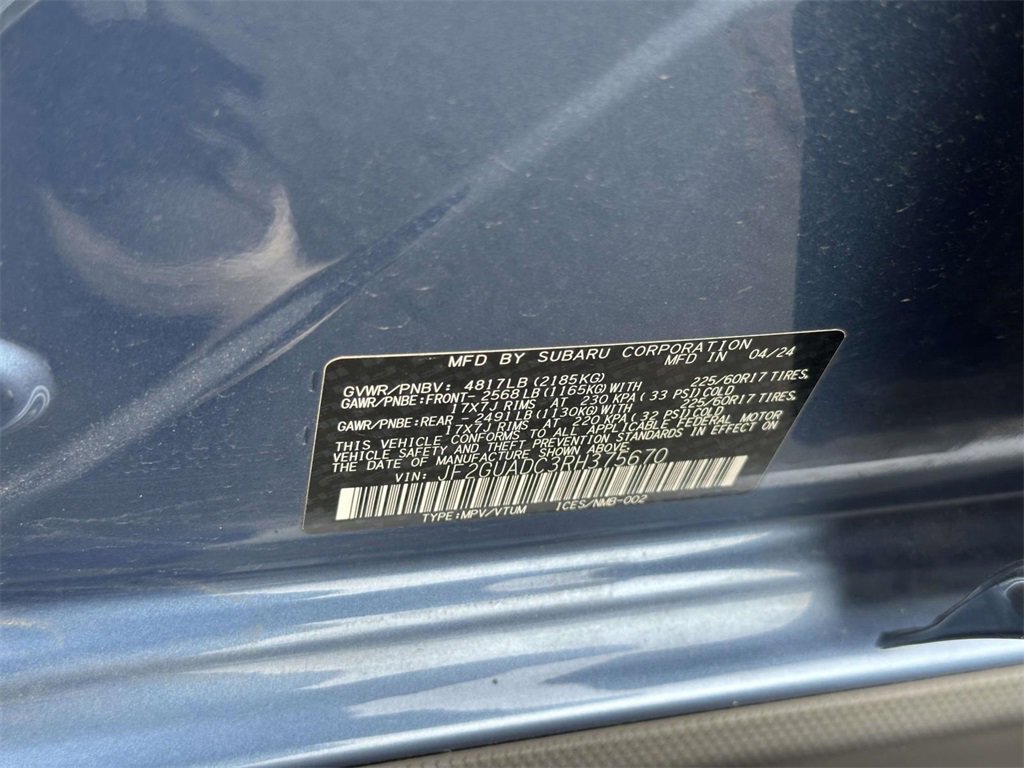 MFD BY SUBARU CORPORATION
MFD IN 04/24
GVWR/PNBV: 4817LB(2185KG)
GAWR/PNBE:FRONT- 2568LB(1165KG)WITH 225/60R17 TIRES,
17X7J RIMS, AT 230 KPA(33 PSI)COLD
GAWR/PNBE:REAR - 2491LB(1130KG)WITH 225/60R17 TIRES,
17X7J RIMS, AT 220 KPA(32 PSI)COLD
THIS VEHICLE CONFORMS TO ALL APPLICABLE FEDERAL MOTOR
VEHICLE SAFETY AND THEFT PREVENTION STANDARDS IN EFFECT ON
THE DATE OF MANUFACTURE SHOWN ABOVE.
VIN: JF2GUADC3RH375670
TYPE:MPV/VTUM ICES/NMB-002